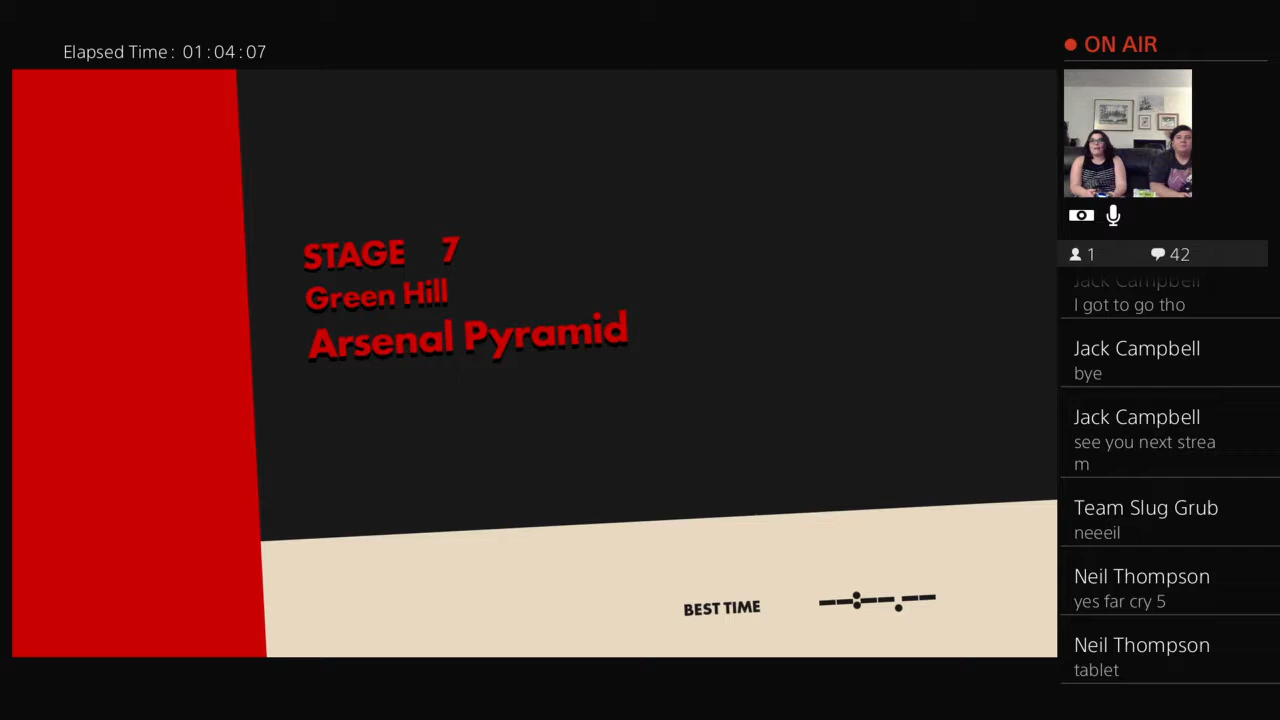 Elapsed Time: 01:04:07
ON AIR
STAGE 7
Green Hill
Arsenal Pyramid
BEST TIME --:--.--
1 42
Jack Campbell
I got to go tho
Jack Campbell
bye
Jack Campbell
see you next strea
m
Team Slug Grub
neeeil
Neil Thompson
yes far cry 5
Neil Thompson
tablet